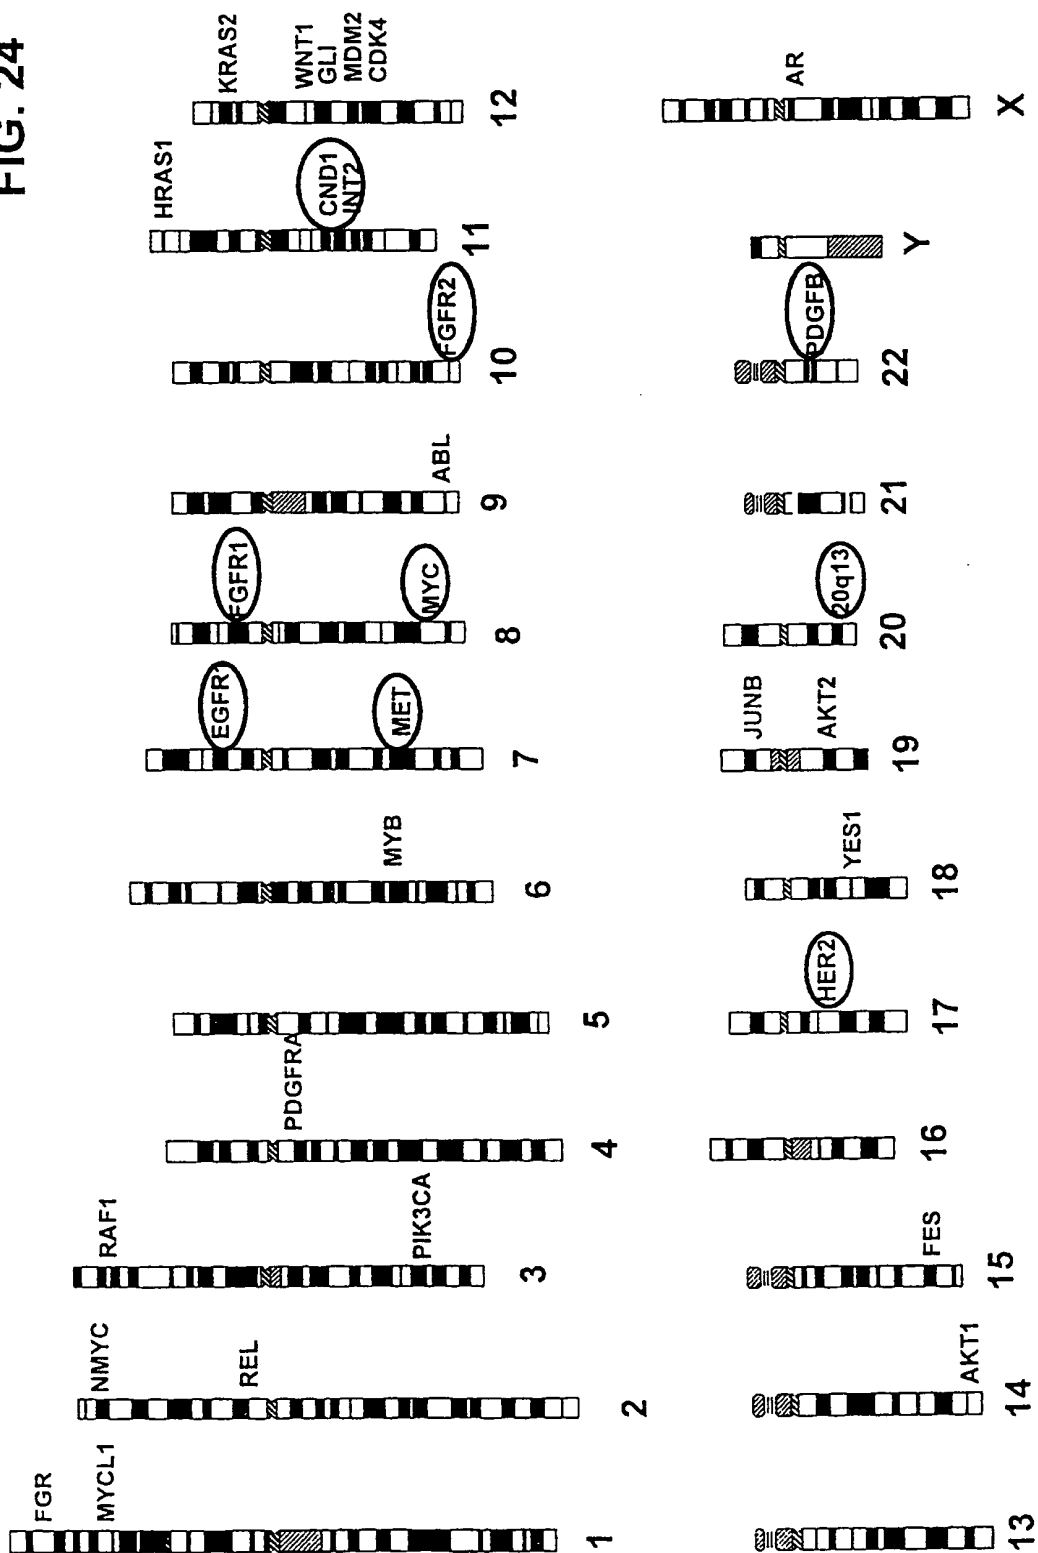 FIG. 24
FGR
MYCL1
1
NMYC
REL
2
RAF1
PIK3CA
3
PDGFRA
4
5
MYB
6
EGFR1
MET
7
FGFR1
MYC
8
ABL
9
FGFR2
10
HRAS1
CND1
INT2
11
KRAS2
WNT1
GLI
MDM2
CDK4
12
13
AKT1
14
FES
15
16
HER2
17
YES1
18
JUNB
AKT2
19
20q13
20
21
PDGFB
22
Y
AR
X